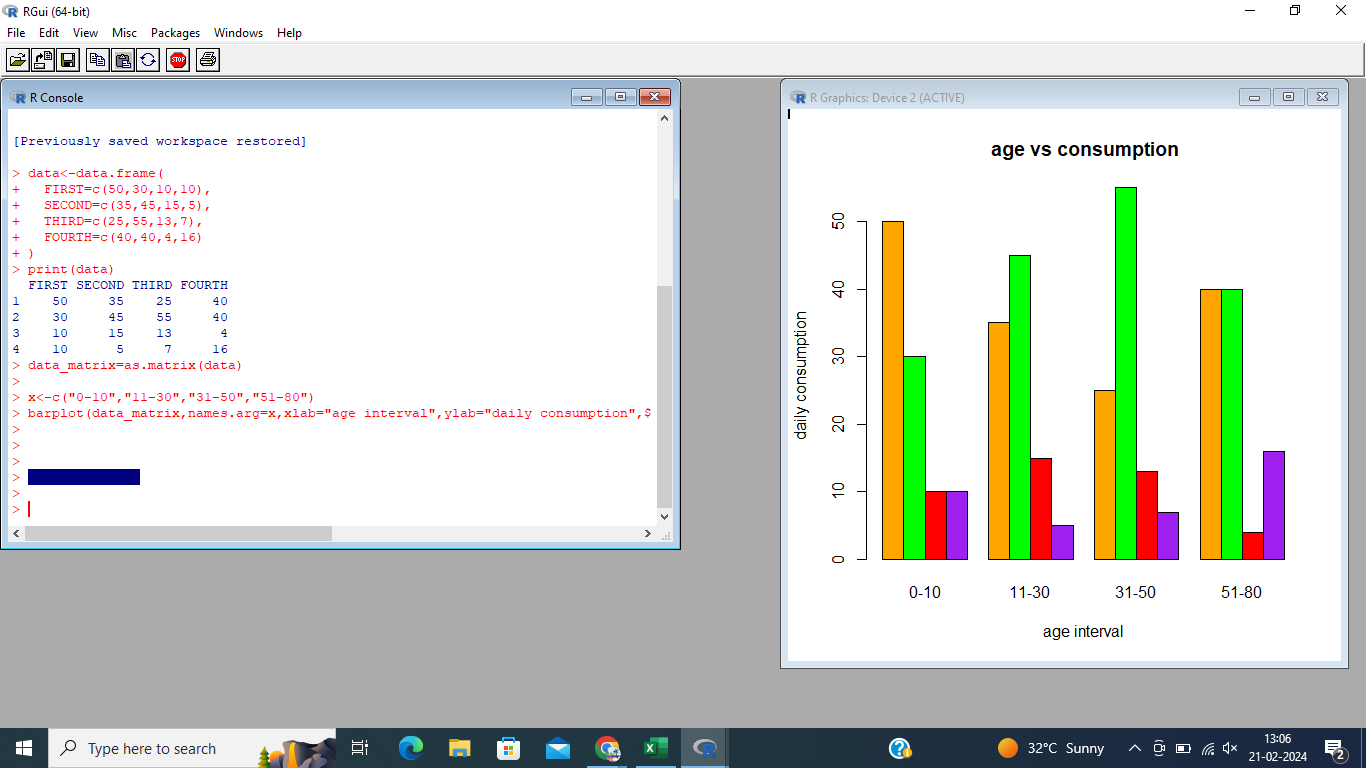 RGui (64-bit)
File Edit View Misc Packages Windows Help
STOP
R Console
[Previously saved workspace restored]
> data<-data.frame(
+   FIRST=c(50,30,10,10),
+   SECOND=c(35,45,15,5),
+   THIRD=c(25,55,13,7),
+   FOURTH=c(40,40,4,16)
+ )
> print(data)
  FIRST SECOND THIRD FOURTH
1    50     35    25     40
2    30     45    55     40
3    10     15    13      4
4    10      5     7     16
> data_matrix=as.matrix(data)
>
> x<-c("0-10","11-30","31-50","51-80")
> barplot(data_matrix,names.arg=x,xlab="age interval",ylab="daily consumption",$
>
>
>
>
>
>
R Graphics: Device 2 (ACTIVE)
age vs consumption
daily consumption
50
40
30
20
10
0
0-10 11-30 31-50 51-80
age interval
Type here to search
32°C Sunny
13:06
21-02-2024
2